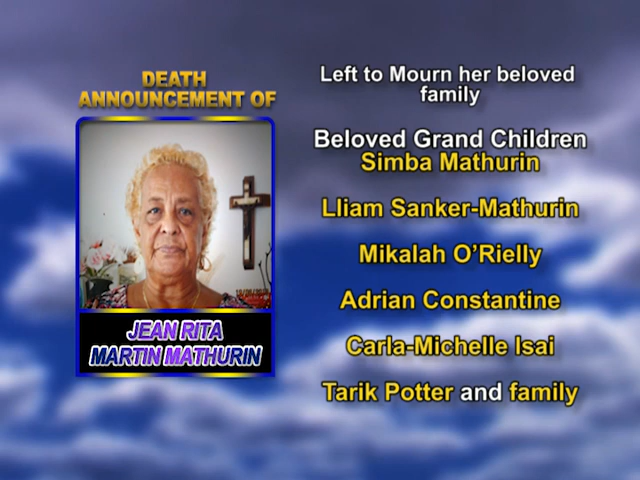 DEATH
ANNOUNCEMENT OF
JEAN RITA
MARTIN MATHURIN
Left to Mourn her beloved
family
Beloved Grand Children
Simba Mathurin
Lliam Sanker-Mathurin
Mikalah O'Rielly
Adrian Constantine
Carla-Michelle Isai
Tarik Potter and family